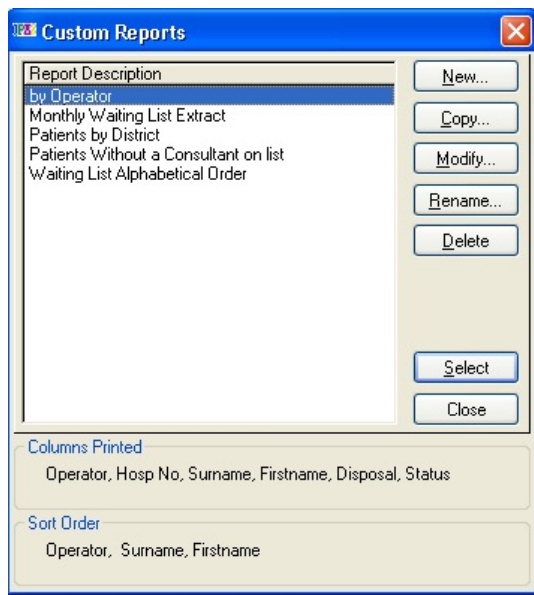 Custom Reports
Report Description
by Operator
Monthly Waiting List Extract
Patients by District
Patients Without a Consultant on list
Waiting List Alphabetical Order
New...
Copy...
Modify...
Rename...
Delete
Select
Close
Columns Printed
Operator, Hosp No, Surname, Firstname, Disposal, Status
Sort Order
Operator, Surname, Firstname